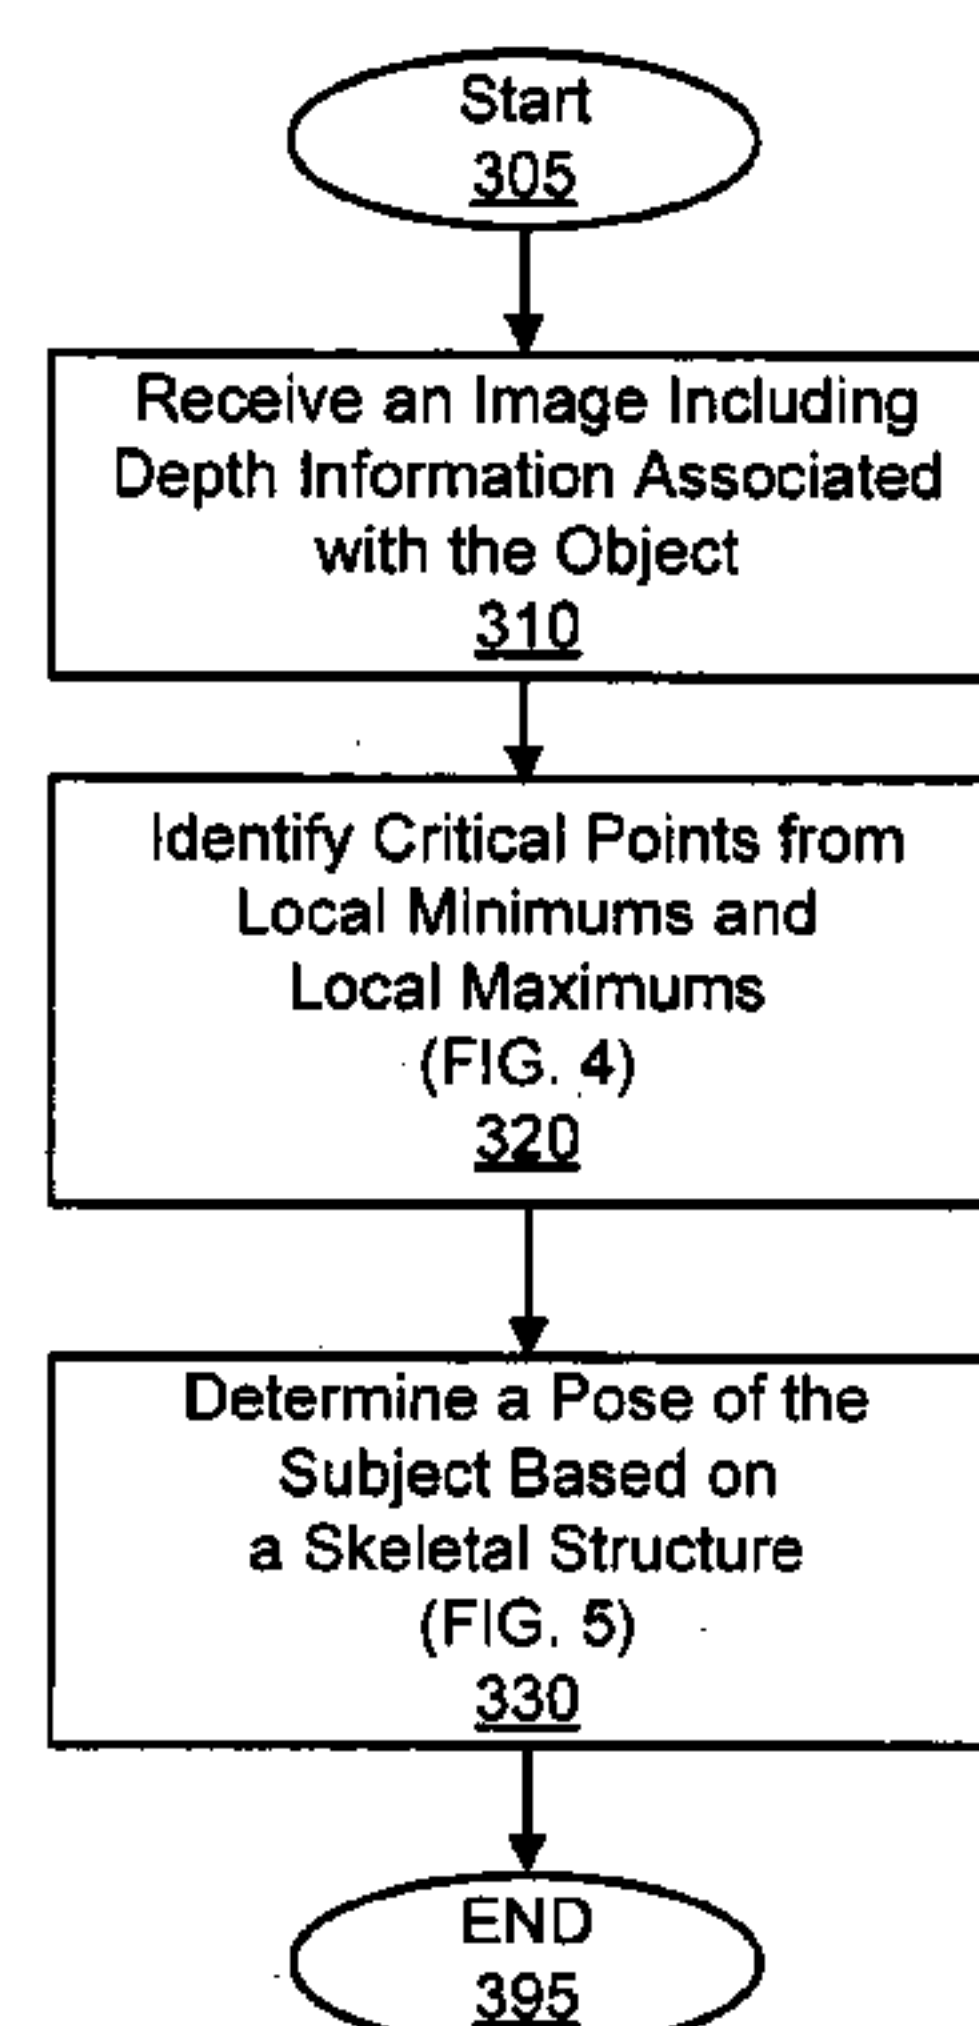 Start
305
Receive an Image Including
Depth Information Associated
with the Object
310
Identify Critical Points from
Local Minimums and
Local Maximums
(FIG. 4)
320
Determine a Pose of the
Subject Based on
a Skeletal Structure
(FIG. 5)
330
END
395